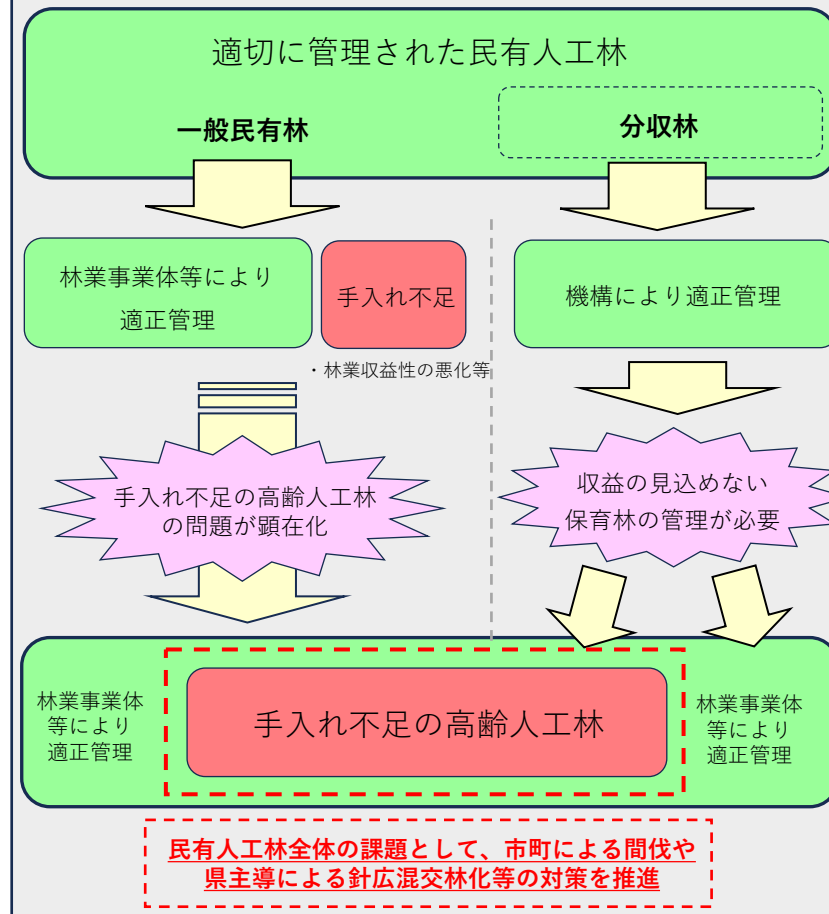 適切に管理された民有人工林
一般民有林
分収林
林業事業体等により
適正管理
手入れ不足
機構により適正管理
・林業収益性の悪化等
手入れ不足の高齢人工林
の問題が顕在化
収益の見込めない
保育林の管理が必要
林業事業体
等により
適正管理
手入れ不足の高齢人工林
林業事業体
等により
適正管理
民有人工林全体の課題として、市町による間伐や
県主導による針広混交林化等の対策を推進